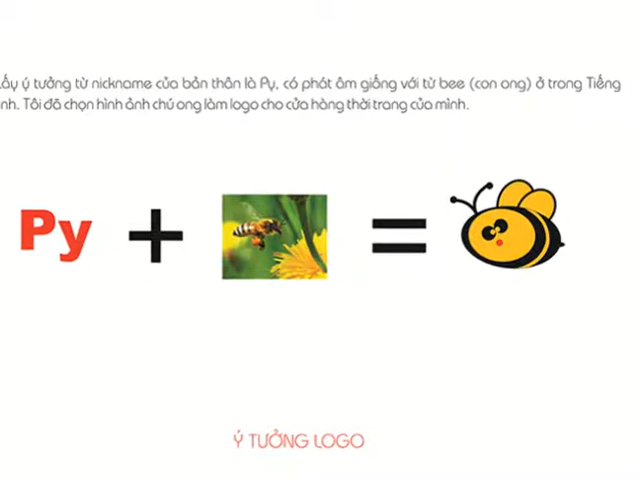 Lấy ý tưởng từ nickname của bản thân là Py, có phát âm giống với từ bee (con ong) ở trong Tiếng
nh. Tôi đã chọn hình ảnh chú ong làm logo cho cửa hàng thời trang của mình.
Py + =
Ý TƯỞNG LOGO